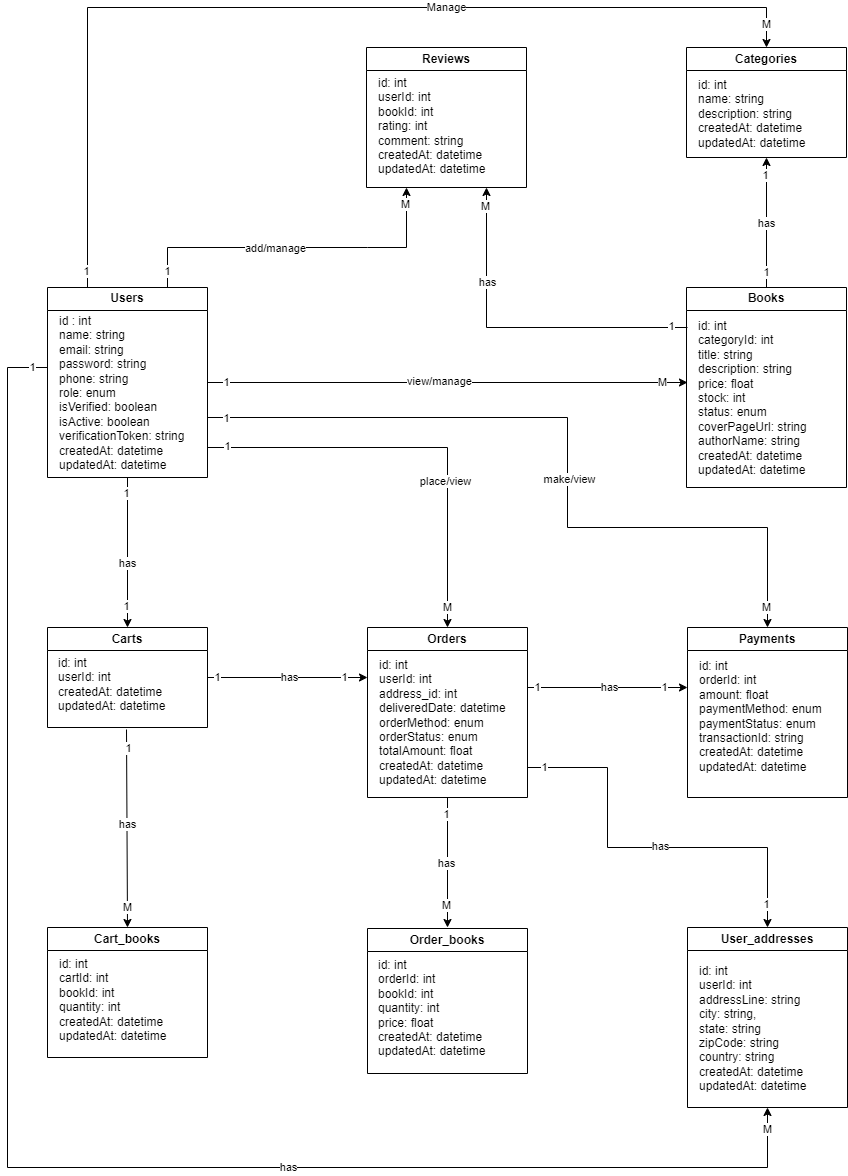 Manage
M
Reviews
id: int
userId: int
bookId: int
rating: int
comment: string
createdAt: datetime
updatedAt: datetime
Categories
id: int
name: string
description: string
createdAt: datetime
updatedAt: datetime
M
M
1
has
add/manage
1
1
has
1
Users
id : int
name: string
email: string
password: string
phone: string
role: enum
isVerified: boolean
isActive: boolean
verificationToken: string
createdAt: datetime
updatedAt: datetime
1
Books
id: int
categoryId: int
title: string
description: string
price: float
stock: int
status: enum
coverPageUrl: string
authorName: string
createdAt: datetime
updatedAt: datetime
1
1
view/manage
M
1
1
place/view
make/view
1
has
1
M
M
Carts
id: int
userId: int
createdAt: datetime
updatedAt: datetime
1
has
1
Orders
id: int
userId: int
address_id: int
deliveredDate: datetime
orderMethod: enum
orderStatus: enum
totalAmount: float
createdAt: datetime
updatedAt: datetime
1
has
1
Payments
id: int
orderId: int
amount: float
paymentMethod: enum
paymentStatus: enum
transactionId: string
createdAt: datetime
updatedAt: datetime
1
has
M
1
1
has
M
has
1
Cart_books
id: int
cartId: int
bookId: int
quantity: int
createdAt: datetime
updatedAt: datetime
Order_books
id: int
orderId: int
bookId: int
quantity: int
price: float
createdAt: datetime
updatedAt: datetime
User_addresses
id: int
userId: int
addressLine: string
city: string,
state: string
zipCode: string
country: string
createdAt: datetime
updatedAt: datetime
M
has